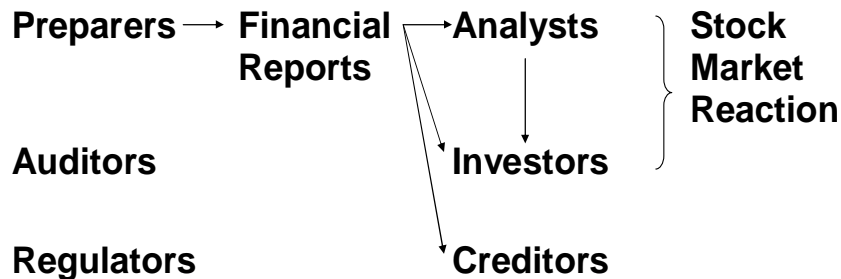 Preparers
Financial
Reports
Analysts
Stock
Market
Reaction
Auditors
Investors
Regulators
Creditors